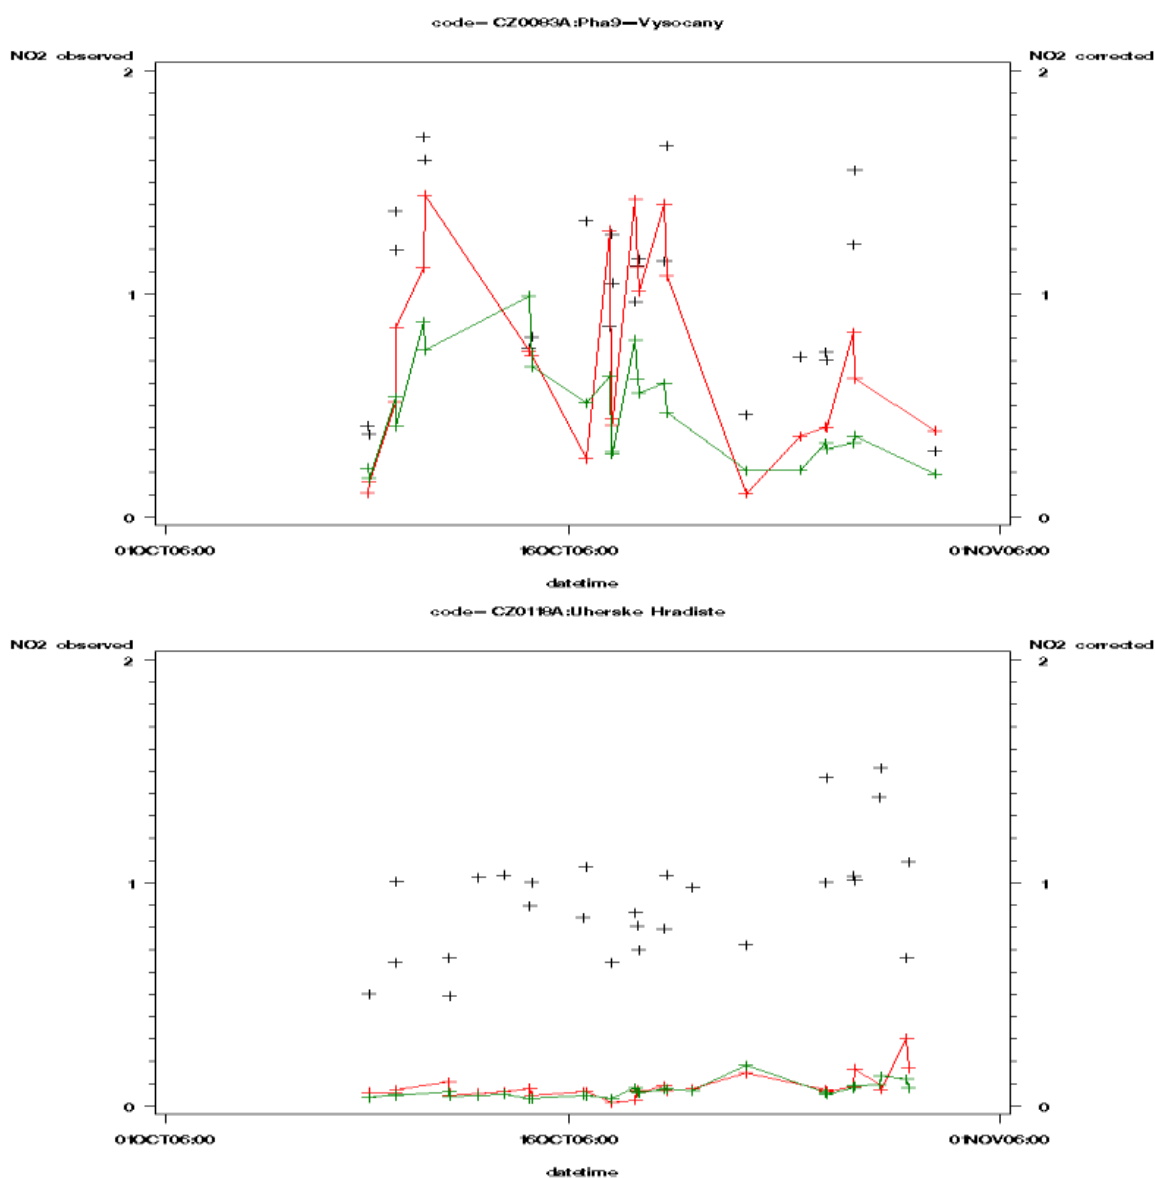 code= CZ0083A:Pha9-Vysocany
NO2 observed NO2 corrected
2 2
1 1
0 0
01OCT06:00 16OCT06:00 01NOV06:00
datetime
code= CZ0118A:Uherske Hradiste
NO2 observed NO2 corrected
2 2
1 1
0 0
01OCT06:00 16OCT06:00 01NOV06:00
datetime